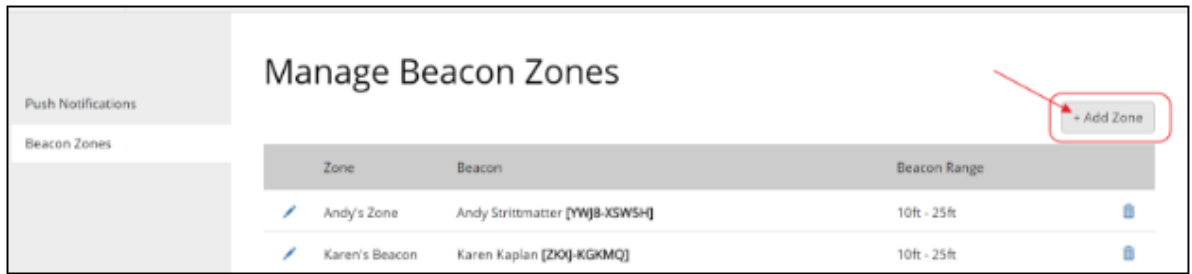 Manage Beacon Zones
Push Notifications
+ Add Zone
Beacon Zones
Zone Beacon Beacon Range
Andy's Zone Andy Strittmatter [YWJB-XSWSH] 10ft - 25ft
Karen's Beacon Karen Kaplan [ZKXJ-KGKMQ] 10ft - 25ft